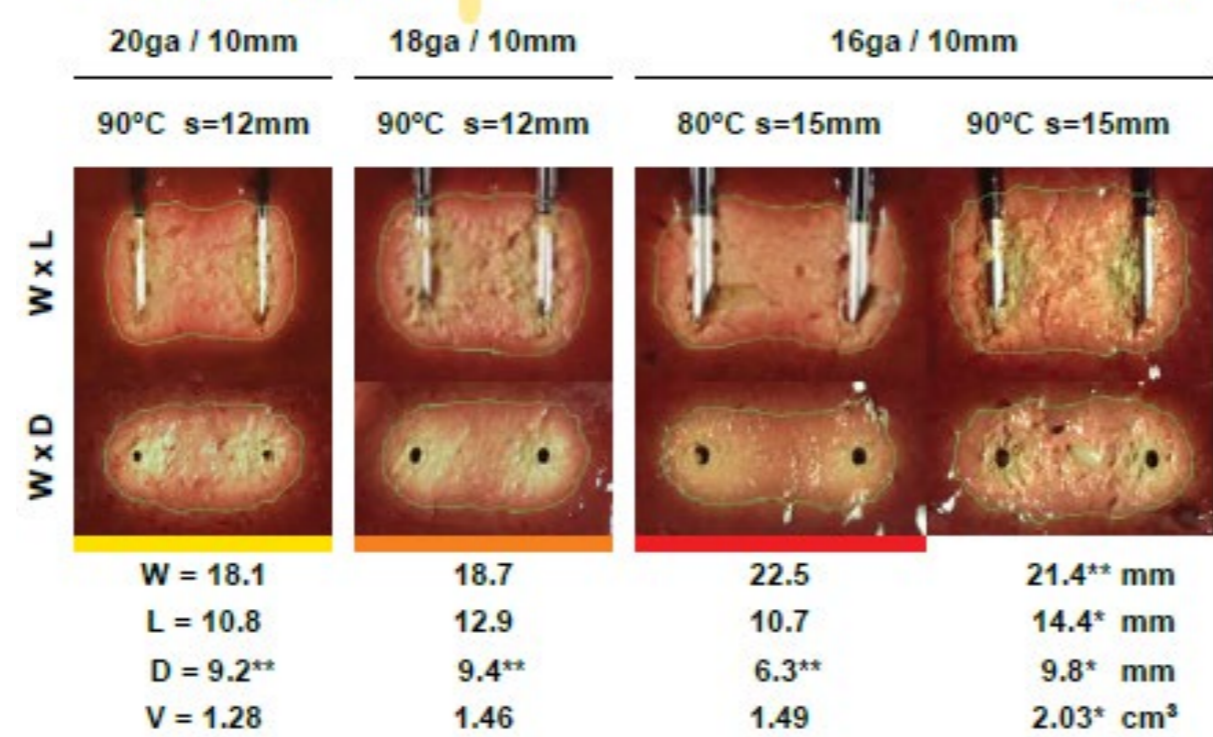 20ga / 10mm 18ga / 10mm 16ga / 10mm
90°C s=12mm 90°C s=12mm 80°C s=15mm 90°C s=15mm
W x L
W x D
W = 18.1 18.7 22.5 21.4** mm
L = 10.8 12.9 10.7 14.4* mm
D = 9.2** 9.4** 6.3** 9.8* mm
V = 1.28 1.46 1.49 2.03* cm³